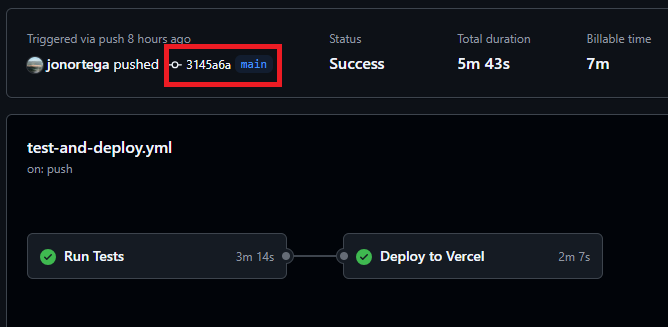 Triggered via push 8 hours ago
jonortega pushed 3145a6a main
Status
Success
Total duration
5m 43s
Billable time
7m
test-and-deploy.yml
on: push
Run Tests 3m 14s
Deploy to Vercel 2m 7s